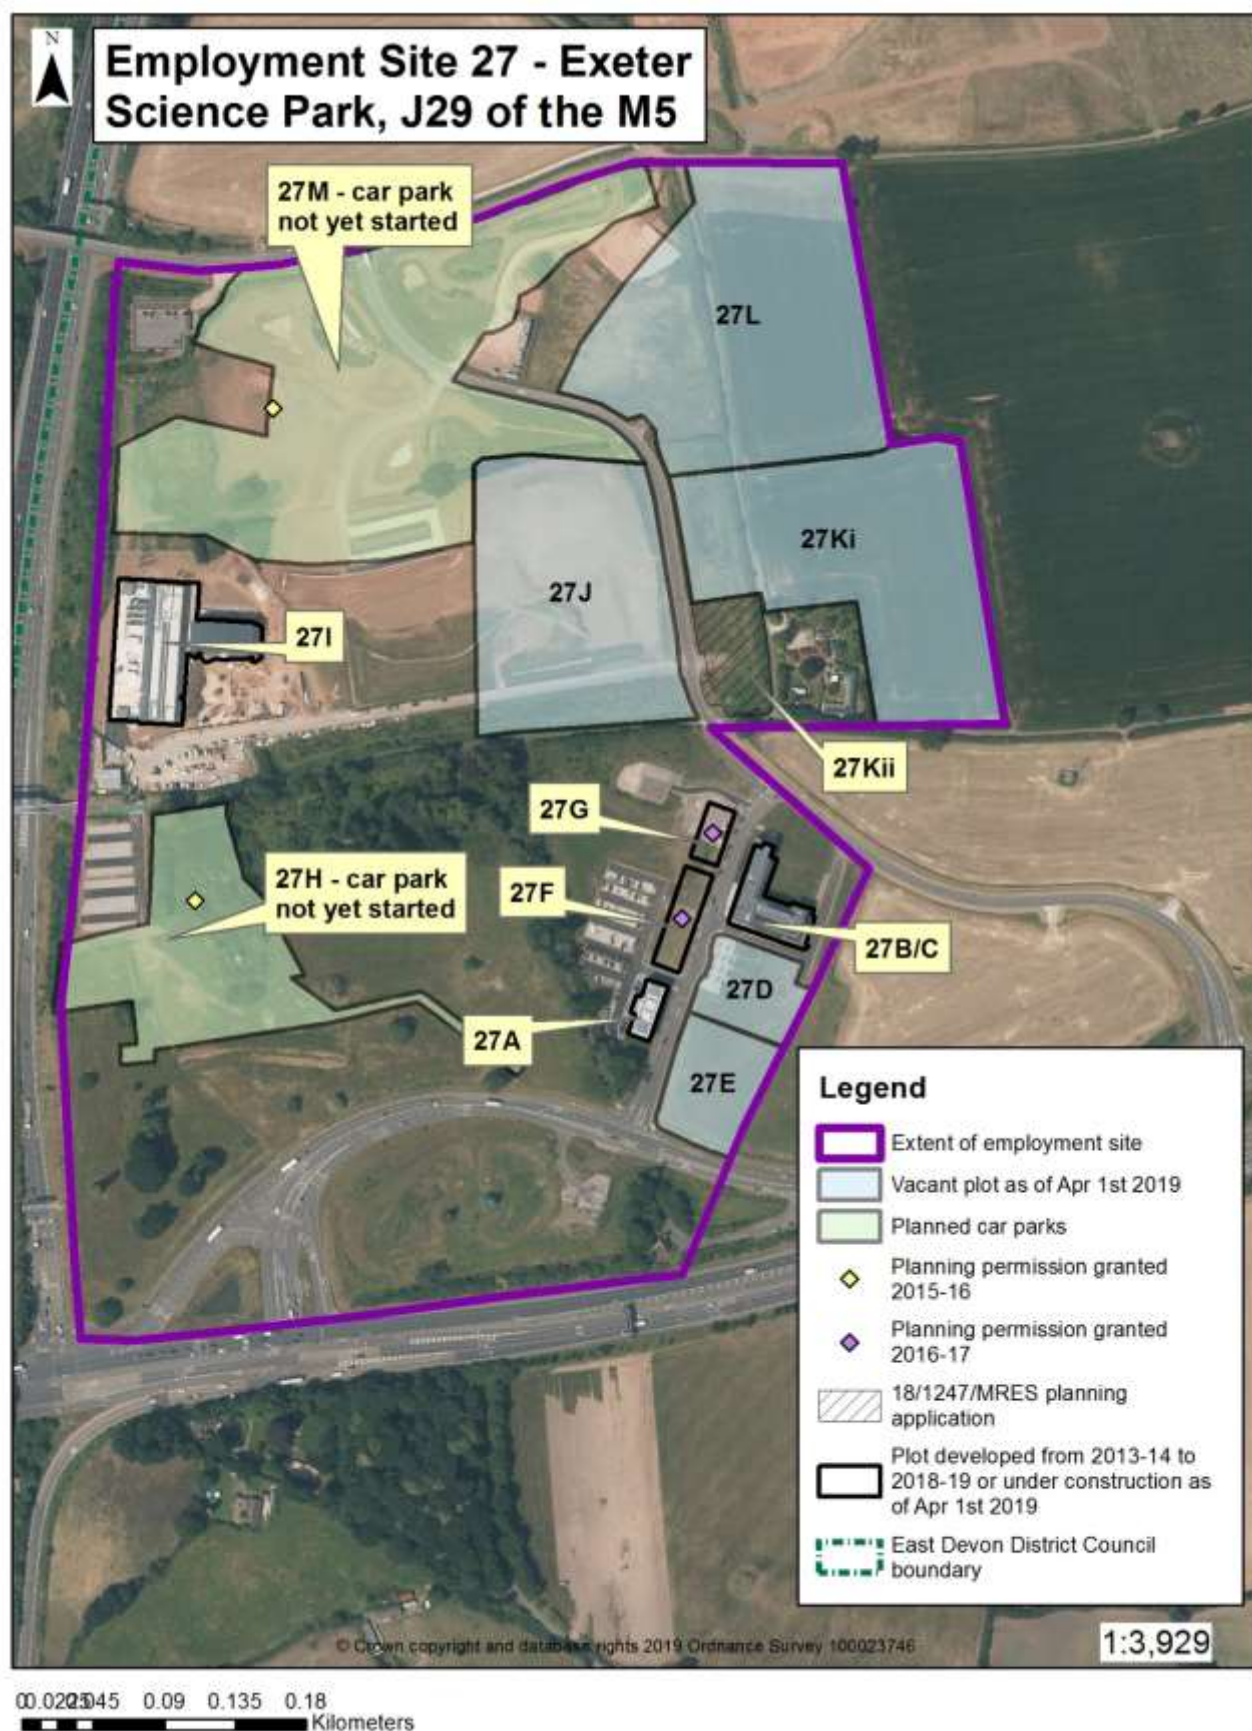 N
Employment Site 27 - Exeter
Science Park, J29 of the M5
27M - car park
not yet started
27L
27Ki
27J
27I
27Kii
27G
27H - car park
not yet started
27F
27B/C
27D
27A
27E
Legend
Extent of employment site
Vacant plot as of Apr 1st 2019
Planned car parks
Planning permission granted
2015-16
Planning permission granted
2016-17
18/1247/MRES planning
application
Plot developed from 2013-14 to
2018-19 or under construction as
of Apr 1st 2019
East Devon District Council
boundary
© Crown copyright and database rights 2019 Ordnance Survey 100023746
1:3,929
0.09 0.135 0.18
Kilometers